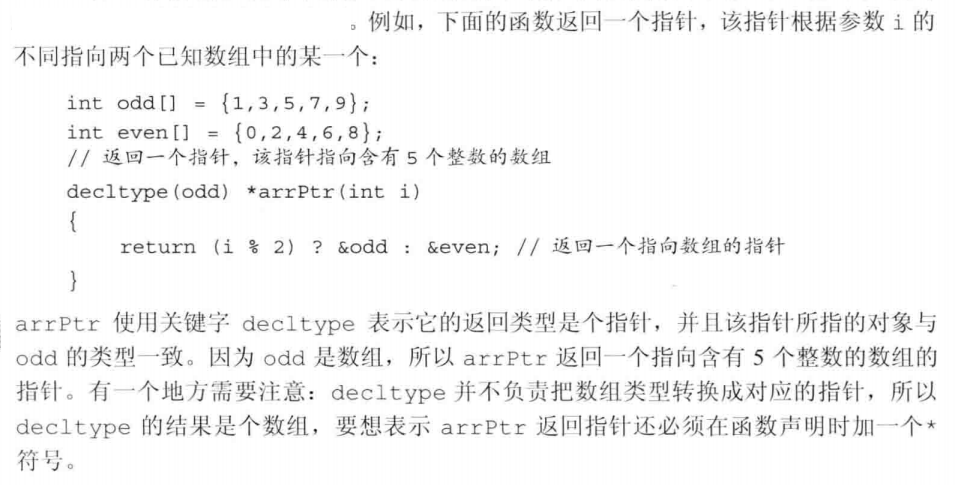 。例如，下面的函数返回一个指针，该指针根据参数 i 的
不同指向两个已知数组中的某一个：
int odd[] = {1,3,5,7,9};
int even[] = {0,2,4,6,8};
// 返回一个指针，该指针指向含有 5 个整数的数组
decltype(odd) *arrPtr(int i)
{
return (i % 2) ? &odd : &even; // 返回一个指向数组的指针
}
arrPtr 使用关键字 decltype 表示它的返回类型是个指针，并且该指针所指的对象与
odd 的类型一致。因为 odd 是数组，所以 arrPtr 返回一个指向含有 5 个整数的数组的
指针。有一个地方需要注意：decltype 并不负责把数组类型转换成对应的指针，所以
decltype 的结果是个数组，要想表示 arrPtr 返回指针还必须在函数声明时加一个*
符号。